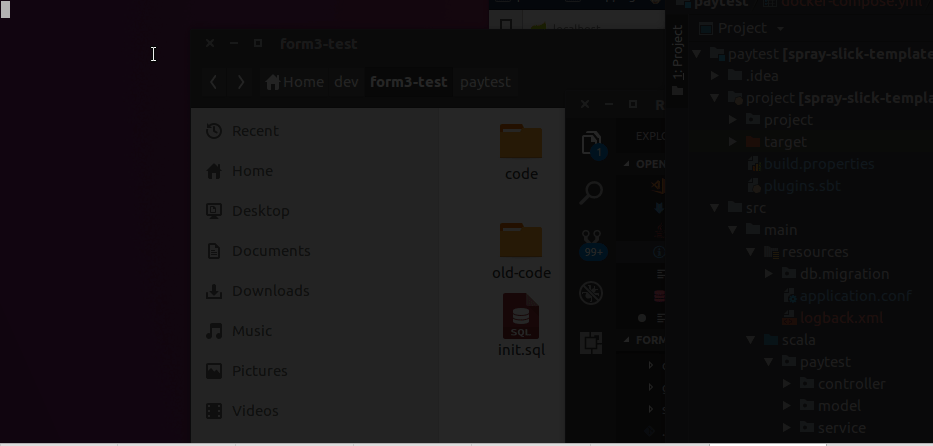 localhost
paytest
docker-compose.yml
form3-test
Home dev form3-test paytest
Recent
Home
Desktop
Documents
Downloads
Music
Pictures
Videos
code
old-code
SQL
init.sql
R
EXPLO
OPEN
1
99+
FORM
1: Project
Project
paytest [spray-slick-template
.idea
project [spray-slick-templa
project
target
build.properties
plugins.sbt
src
main
resources
db.migration
application.conf
logback.xml
scala
paytest
controller
model
service